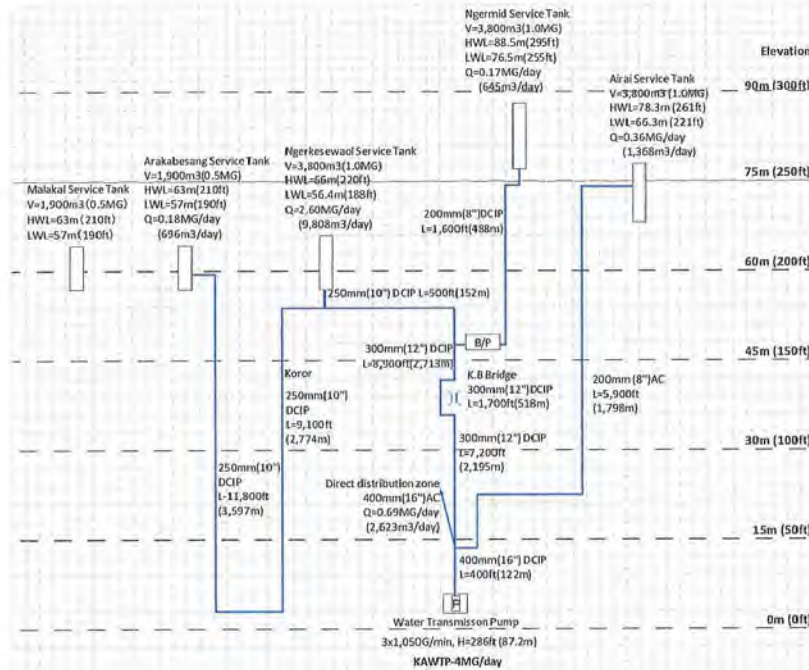 Ngermid Service Tank
V=3,800m3(1.0MG)
HWL=88.5m(295ft)
LWL=76.5m(255ft)
Q=0.17MG/day
(645m3/day)
Elevation
Airai Service Tank
V=3,800m3(1.0MG)
HWL=78.3m(261ft)
LWL=66.3m(221ft)
Q=0.36MG/day
(1,368m3/day)
90m (300ft)
Ngerkesewaol Service Tank
V=3,800m3(1.0MG)
HWL=66m(220ft)
LWL=56.4m(188ft)
Q=2.60MG/day
(9,808m3/day)
Arakabesang Service Tank
V=1,900m3(0.5MG)
HWL=63m(210ft)
LWL=57m(190ft)
Q=0.18MG/day
(696m3/day)
Malakal Service Tank
V=1,900m3(0.5MG)
HWL=63m(210ft)
LWL=57m(190ft)
75m (250ft)
200mm(8")DCIP
L=1,600ft(488m)
60m (200ft)
250mm(10") DCIP L=500ft(152m)
B/P
300mm(12") DCIP
L=8,900ft(2,713m)
45m (150ft)
Koror
250mm(10")
DCIP
L=9,100ft
(2,774m)
K.B Bridge
300mm(12")DCIP
L=1,700ft(518m)
200mm(8")AC
L=5,900ft
(1,798m)
300mm(12") DCIP
L=7,200ft
(2,195m)
30m (100ft)
250mm(10")
DCIP
L-11,800ft
(3,597m)
Direct distribution zone
400mm(16")AC
Q=0.69MG/day
(2,623m3/day)
15m (50ft)
400mm(16") DCIP
L=400ft(122m)
P
0m (0ft)
Water Transmisson Pump
3x1,050G/min, H=286ft(87.2m)
KAWTP-4MG/day